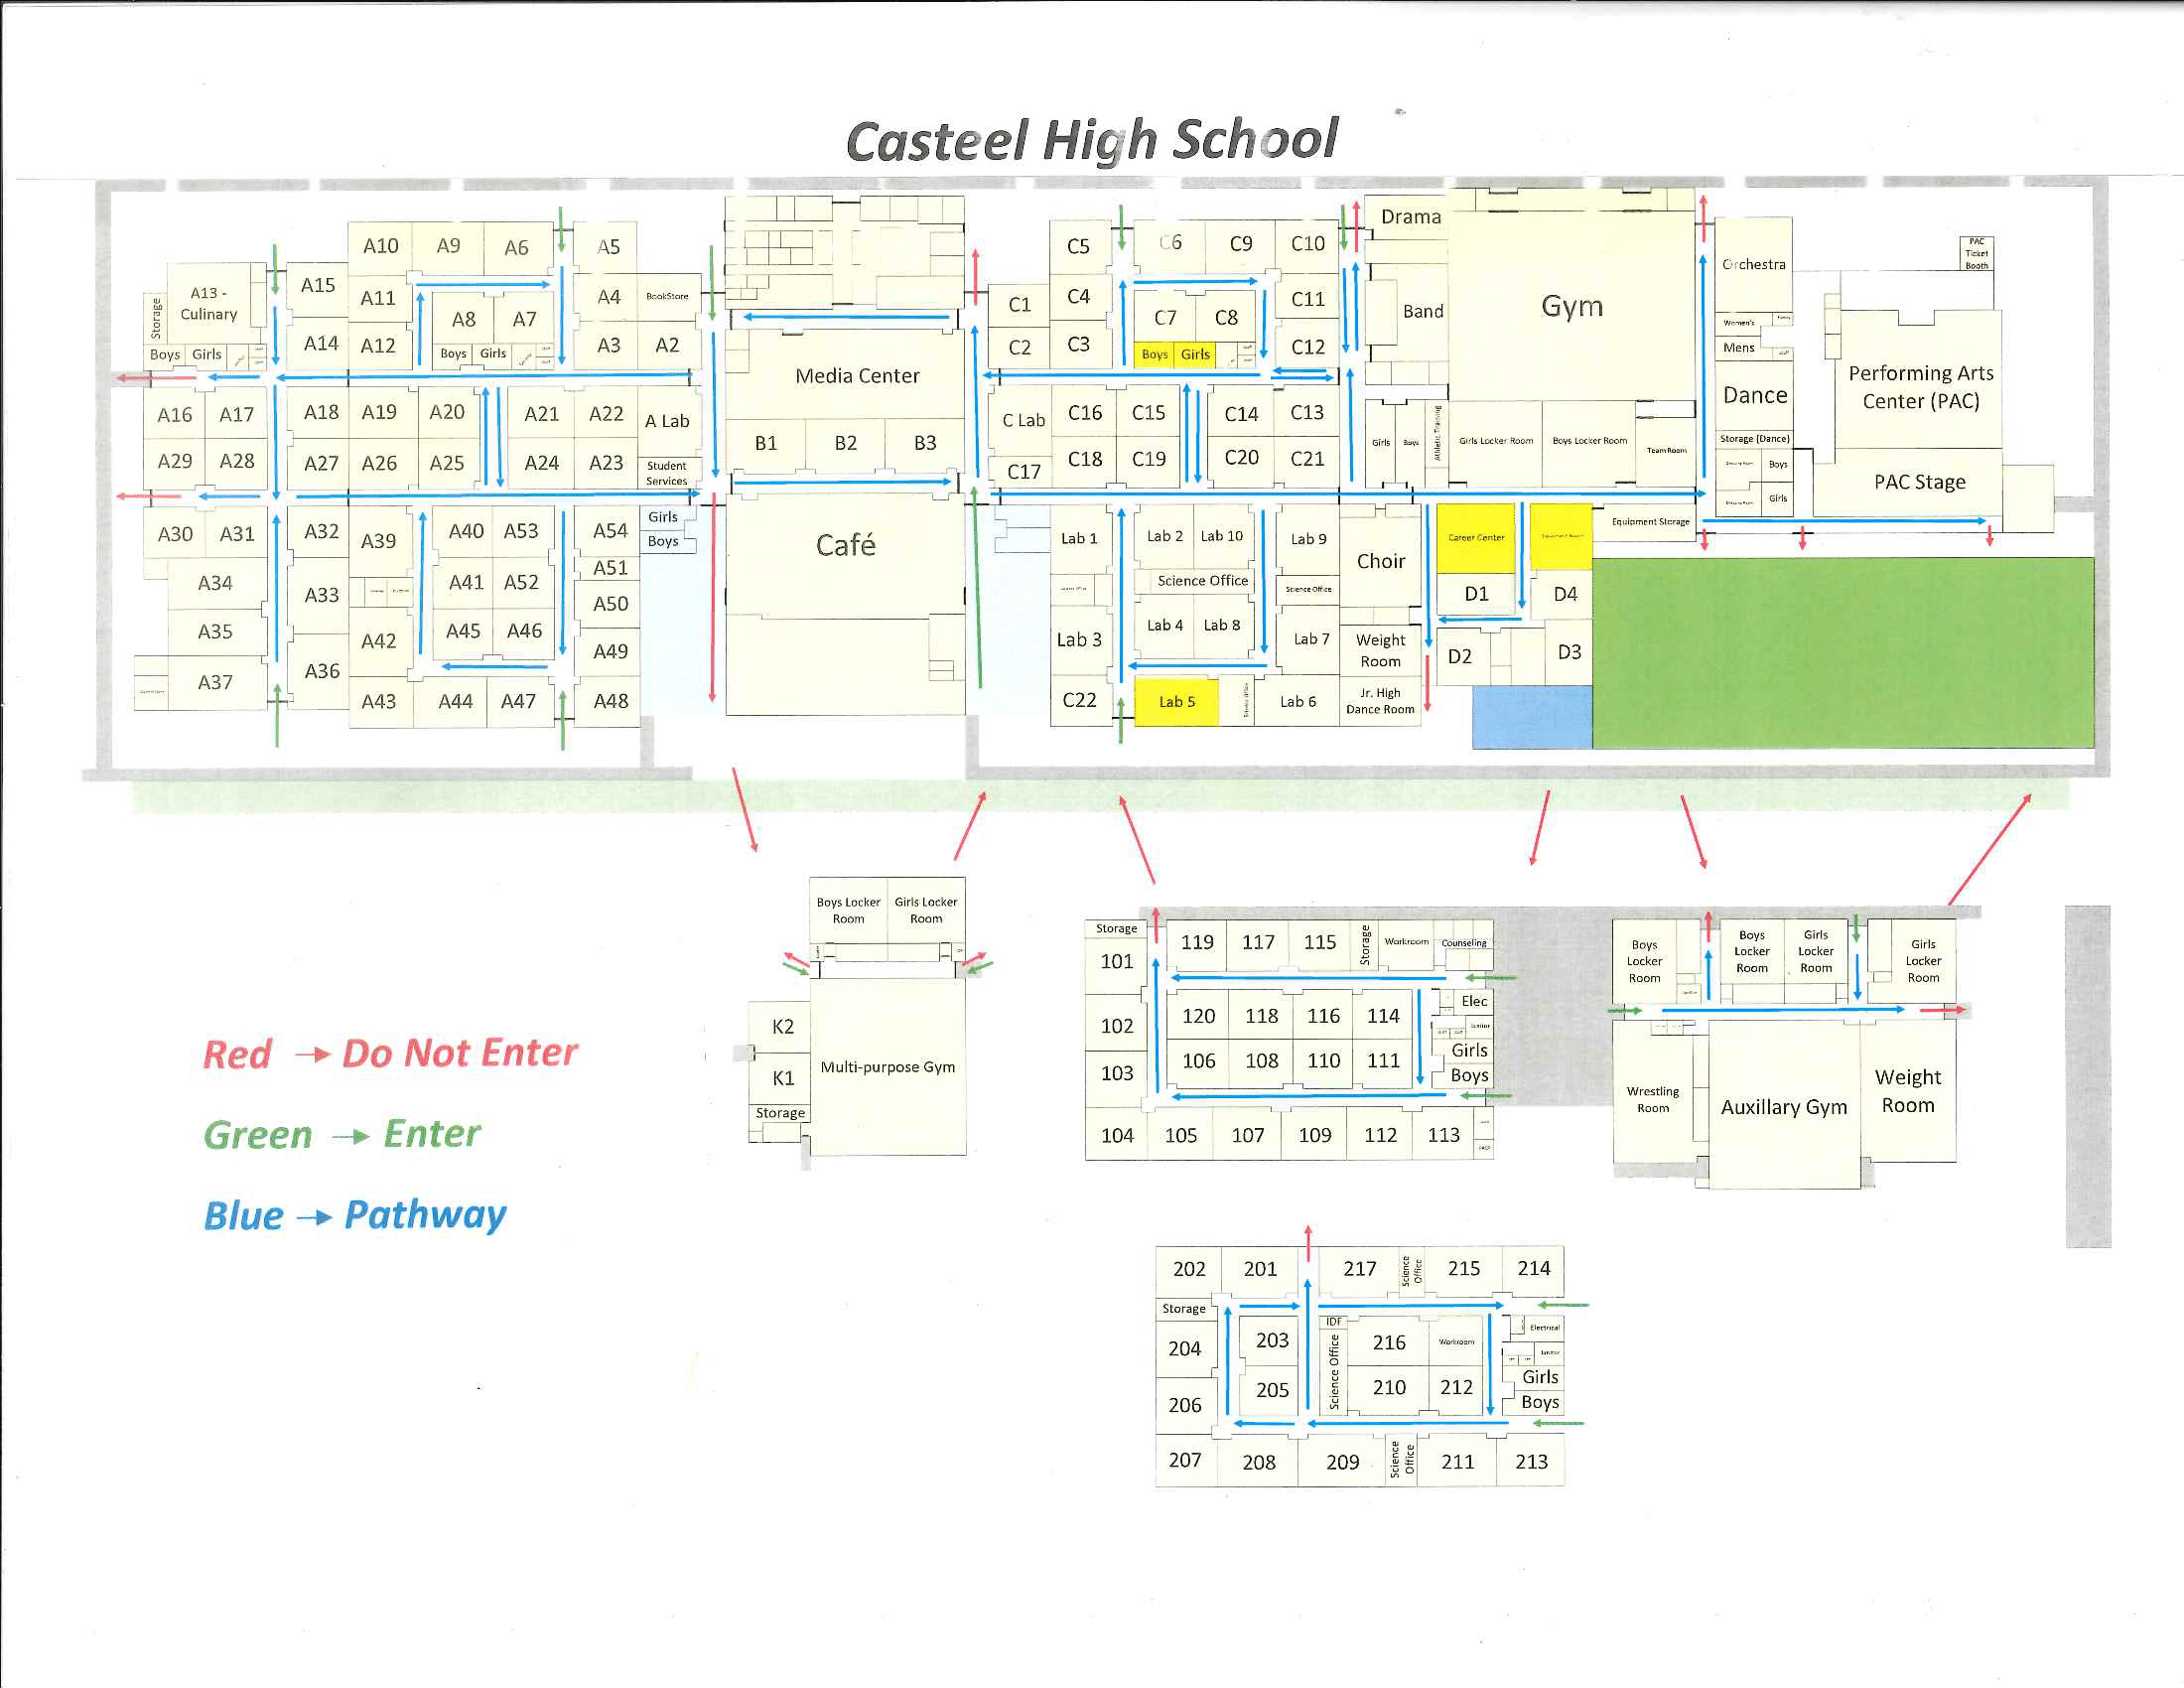 Casteel High School
A10
A9
A6
A5
A13 -
Culinary
Storage
A15
A11
A4
BookStore
A8
A7
A14
A12
A3
A2
Boys
Girls
Boys
Girls
A16
A17
A18
A19
A20
A21
A22
A Lab
A29
A28
A27
A26
A25
A24
A23
Student
Services
A30
A31
A32
A39
A40
A53
A54
Girls
Boys
A51
A34
A33
A41
A52
A50
A35
A42
A45
A46
A49
A37
A36
A43
A44
A47
A48
Media Center
B1
B2
B3
Café
C5
C6
C9
C10
C1
C4
C11
C7
C8
C2
C3
C12
Boys
Girls
C Lab
C16
C15
C14
C13
C17
C18
C19
C20
C21
Lab 1
Lab 2
Lab 10
Lab 9
Science Office
Science Office
Lab 3
Lab 4
Lab 8
Lab 7
C22
Lab 5
Science Office
Lab 6
Drama
Band
Gym
Girls
Boys
Athletic Training
Girls Locker Room
Boys Locker Room
Team Room
Choir
Weight
Room
Jr. High
Dance Room
Career Center
Equipment Storage
D1
D4
D2
D3
Orchestra
Women's
Mens
Dance
Storage (Dance)
Boys
Girls
PAC
Ticket
Booth
Performing Arts
Center (PAC)
PAC Stage
Boys Locker
Room
Girls Locker
Room
K2
K1
Storage
Multi-purpose Gym
Red → Do Not Enter
Green → Enter
Blue → Pathway
Storage
101
119
117
115
Storage
Workroom
Counseling
102
120
118
116
114
Elec
Janitor
103
106
108
110
111
Girls
Boys
104
105
107
109
112
113
Boys
Locker
Room
Boys
Locker
Room
Girls
Locker
Room
Girls
Locker
Room
Wrestling
Room
Auxillary Gym
Weight
Room
202
201
217
Science
Office
215
214
Storage
IDF
204
203
Science Office
216
Workroom
Electrical
Janitor
206
205
210
212
Girls
Boys
207
208
209
Science
Office
211
213